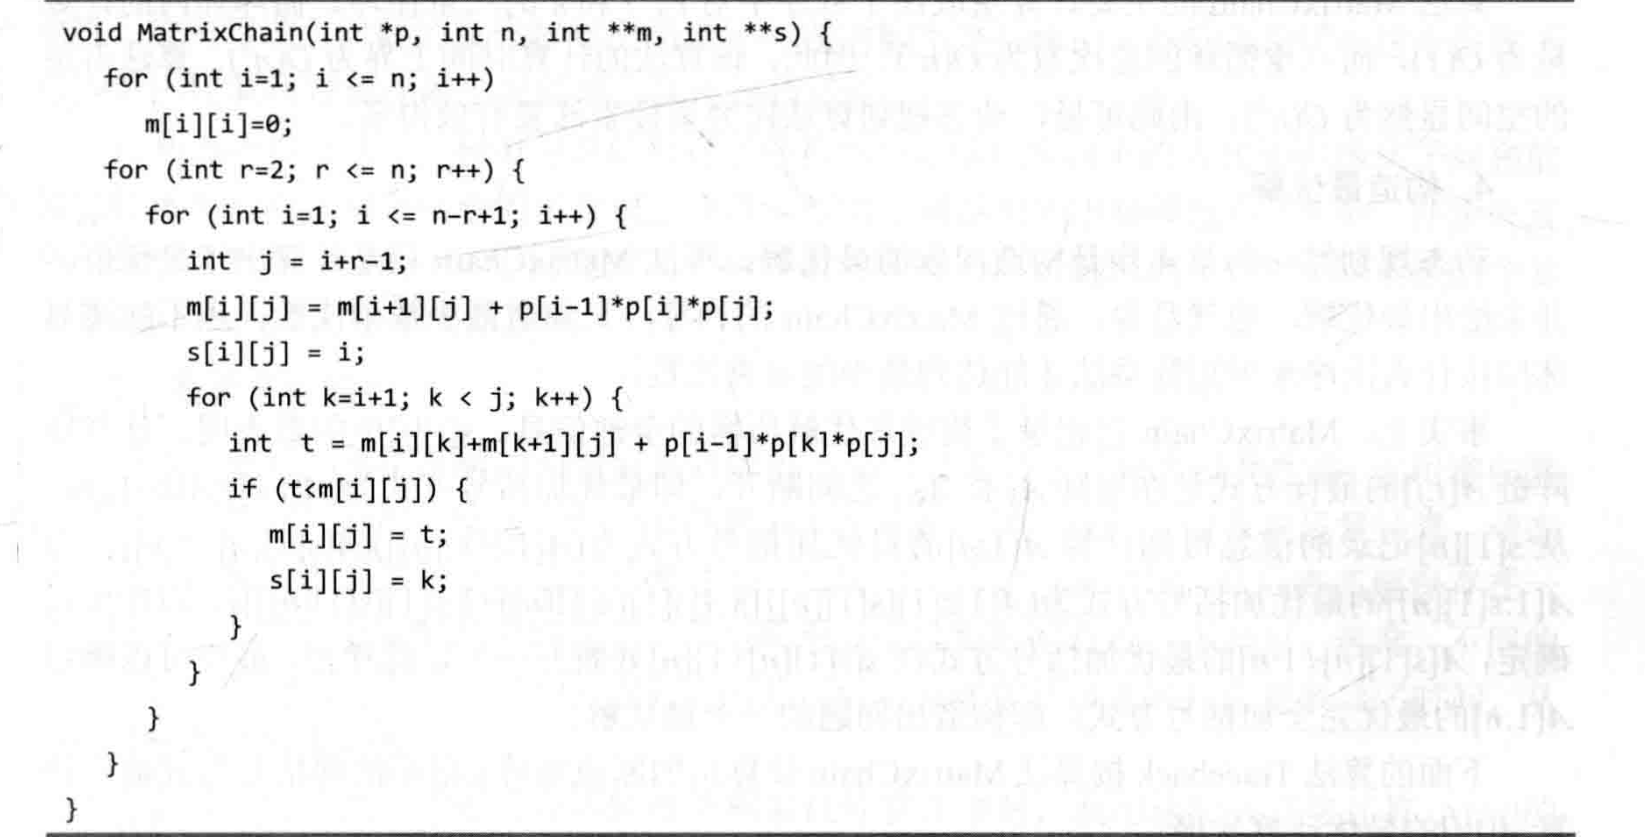 void MatrixChain(int *p, int n, int **m, int **s) {
for (int i=1; i <= n; i++)
m[i][i]=0;
for (int r=2; r <= n; r++) {
for (int i=1; i <= n-r+1; i++) {
int j = i+r-1;
m[i][j] = m[i+1][j] + p[i-1]*p[i]*p[j];
s[i][j] = i;
for (int k=i+1; k < j; k++) {
int t = m[i][k]+m[k+1][j] + p[i-1]*p[k]*p[j];
if (t<m[i][j]) {
m[i][j] = t;
s[i][j] = k;
}
}
}
}
}